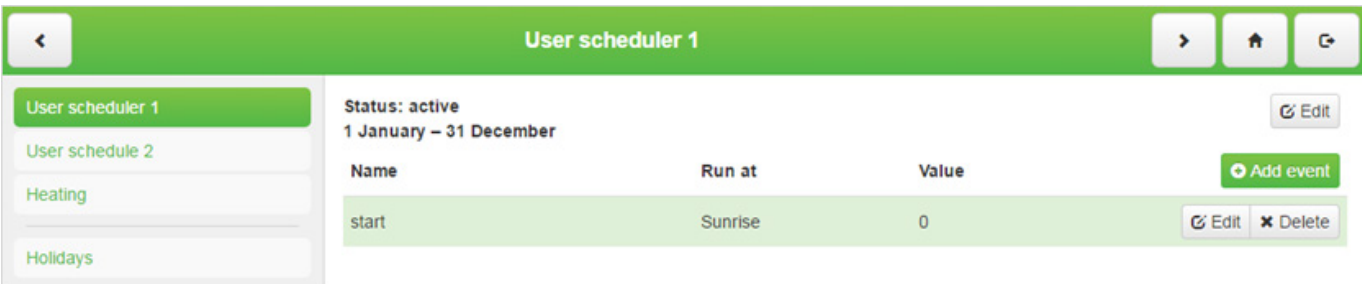 User scheduler 1
User scheduler 1
User schedule 2
Heating
Holidays
Status: active
Edit
1 January – 31 December
Name Run at Value Add event
start Sunrise 0 Edit Delete